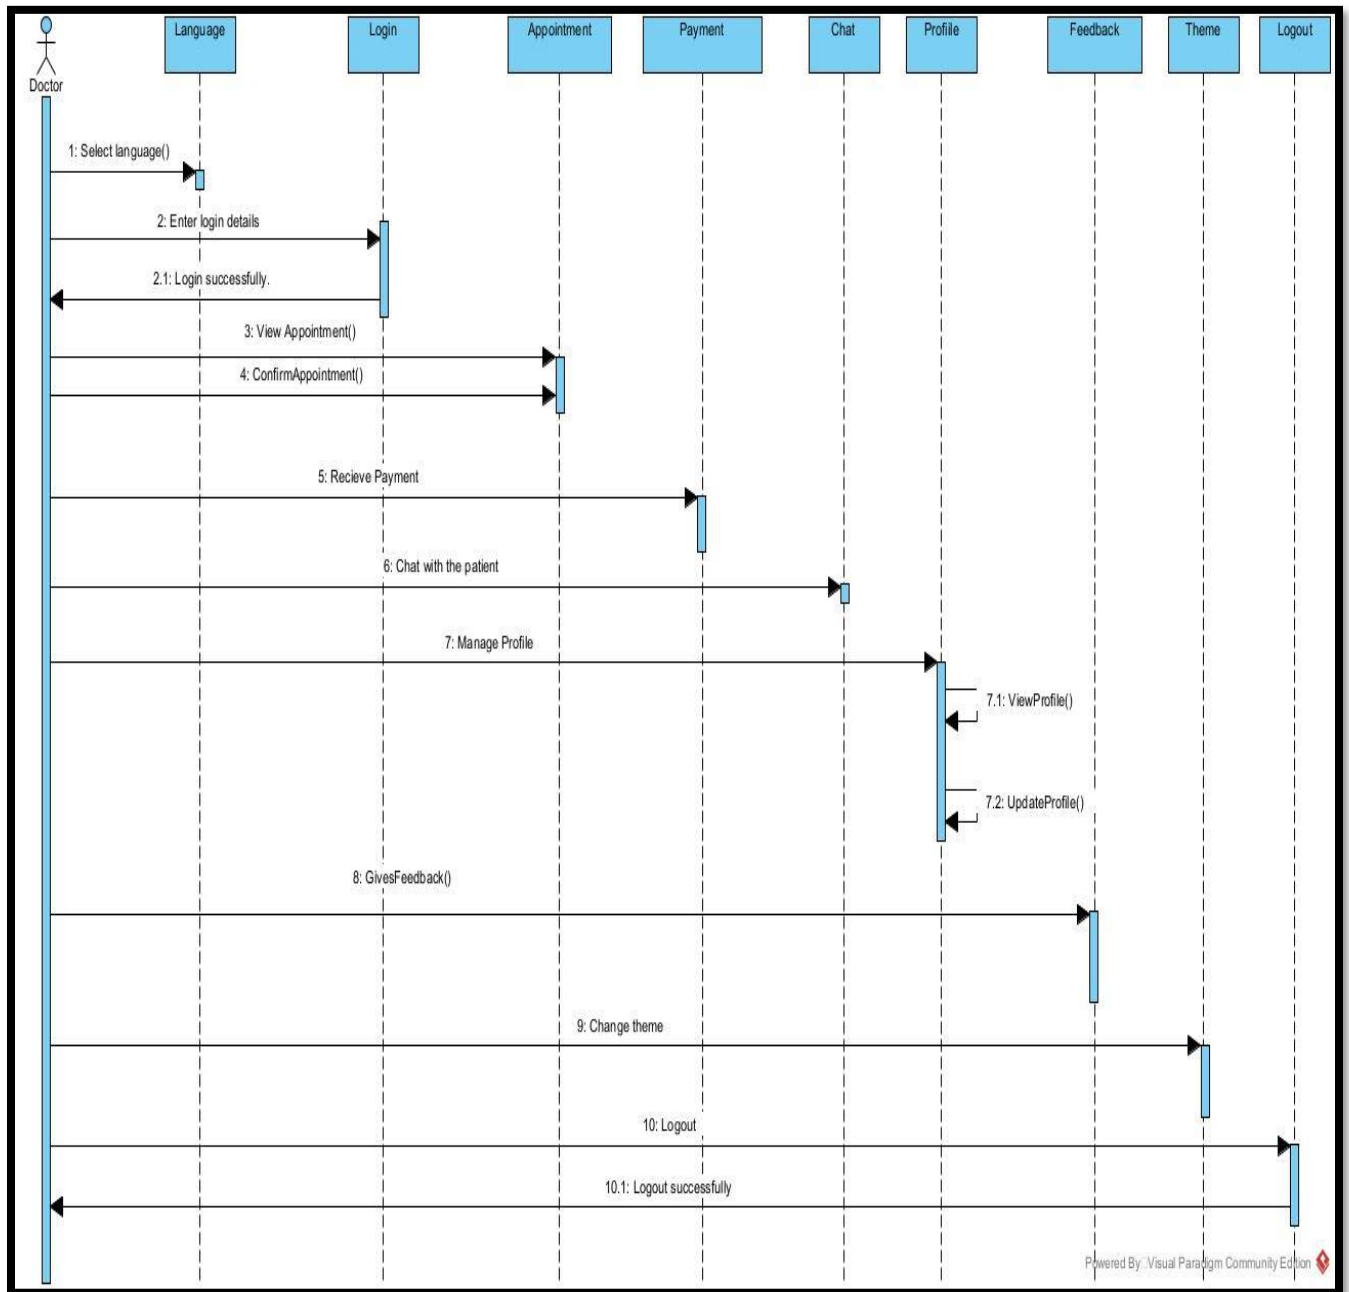 Language
Login
Appointment
Payment
Chat
Profiile
Feedback
Theme
Logout
Doctor
1: Select language()
2: Enter login details
2.1: Login successfully.
3: View Appointment()
4: ConfirmAppointment()
5: Recieve Payment
6: Chat with the patient
7: Manage Profile
7.1: ViewProfile()
7.2: UpdateProfile()
8: GivesFeedback()
9: Change theme
10: Logout
10.1: Logout successfully
Powered By Visual Paradigm Community Edition